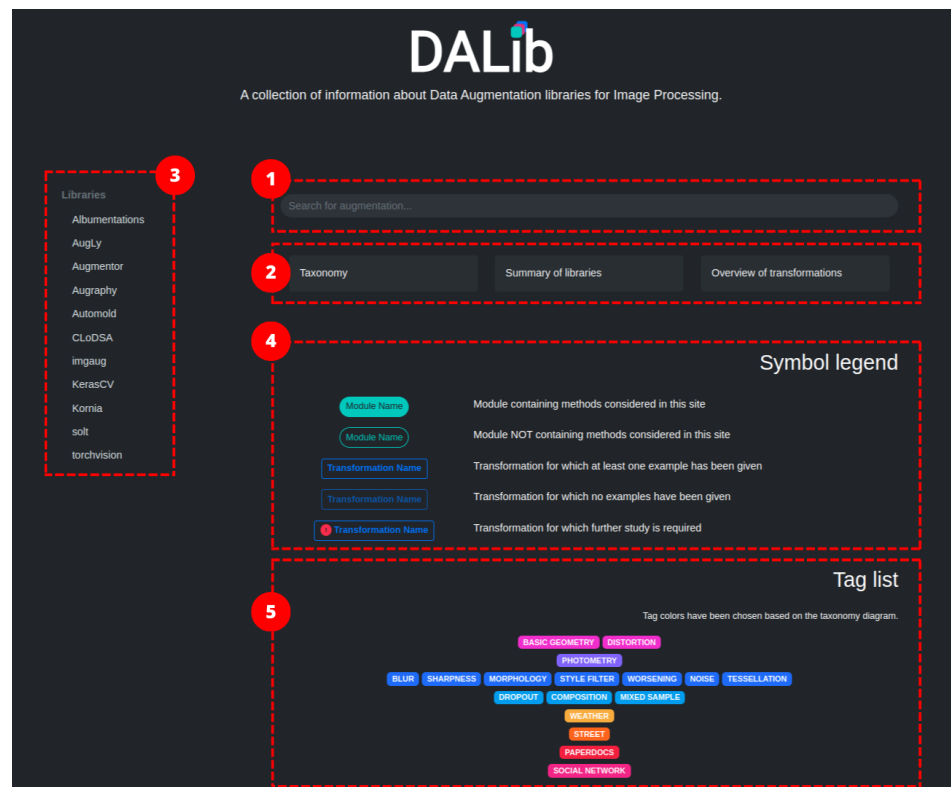 DALib
A collection of information about Data Augmentation libraries for Image Processing.
3
Libraries
Albumentations
AugLy
Augmentor
Augraphy
Automold
CLoDSA
imgaug
KerasCV
Kornia
solt
torchvision
1
Search for augmentation...
2
Taxonomy Summary of libraries Overview of transformations
4
Symbol legend
Module Name Module containing methods considered in this site
Module Name Module NOT containing methods considered in this site
Transformation Name Transformation for which at least one example has been given
Transformation Name Transformation for which no examples have been given
! Transformation Name Transformation for which further study is required
5
Tag list
Tag colors have been chosen based on the taxonomy diagram.
BASIC GEOMETRY DISTORTION
PHOTOMETRY
BLUR SHARPNESS MORPHOLOGY STYLE FILTER WORSENING NOISE TESSELLATION
DROPOUT COMPOSITION MIXED SAMPLE
WEATHER
STREET
PAPERDOCS
SOCIAL NETWORK